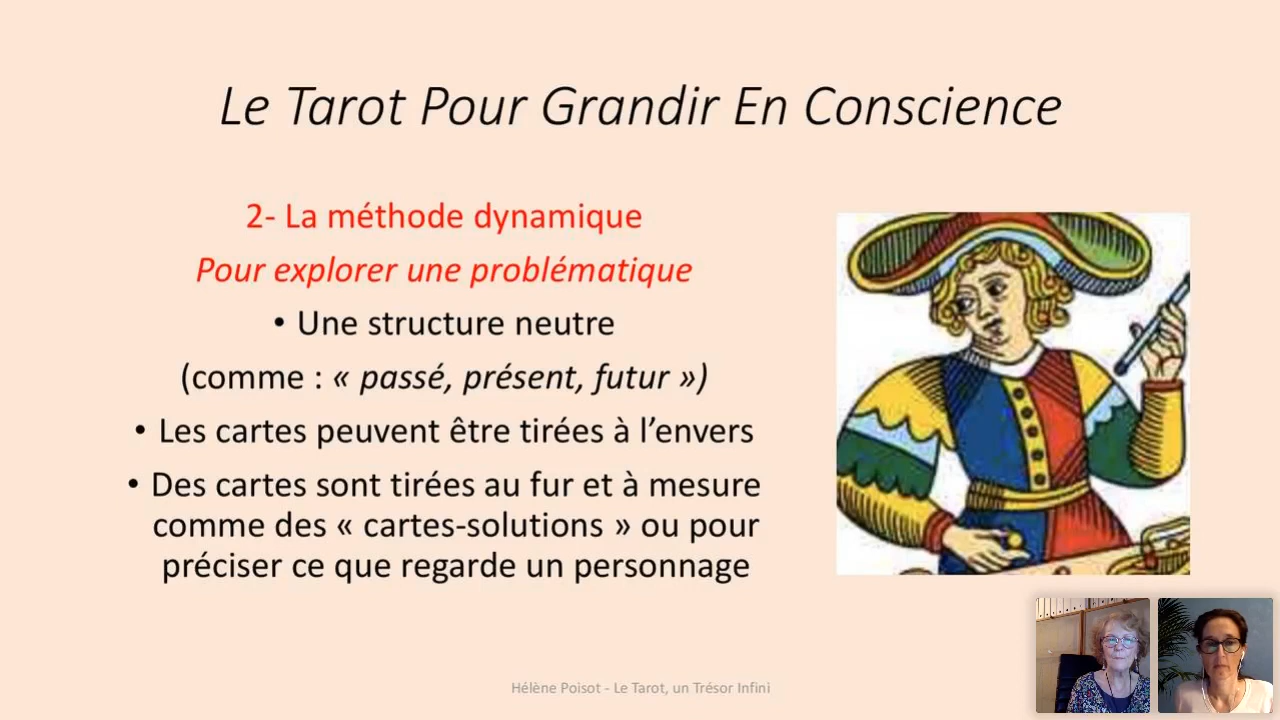 Le Tarot Pour Grandir En Conscience
2- La méthode dynamique
Pour explorer une problématique
• Une structure neutre
(comme : « passé, présent, futur »)
• Les cartes peuvent être tirées à l’envers
• Des cartes sont tirées au fur et à mesure
comme des « cartes-solutions » ou pour
préciser ce que regarde un personnage
Hélène Poisot - Le Tarot, un Trésor Infini